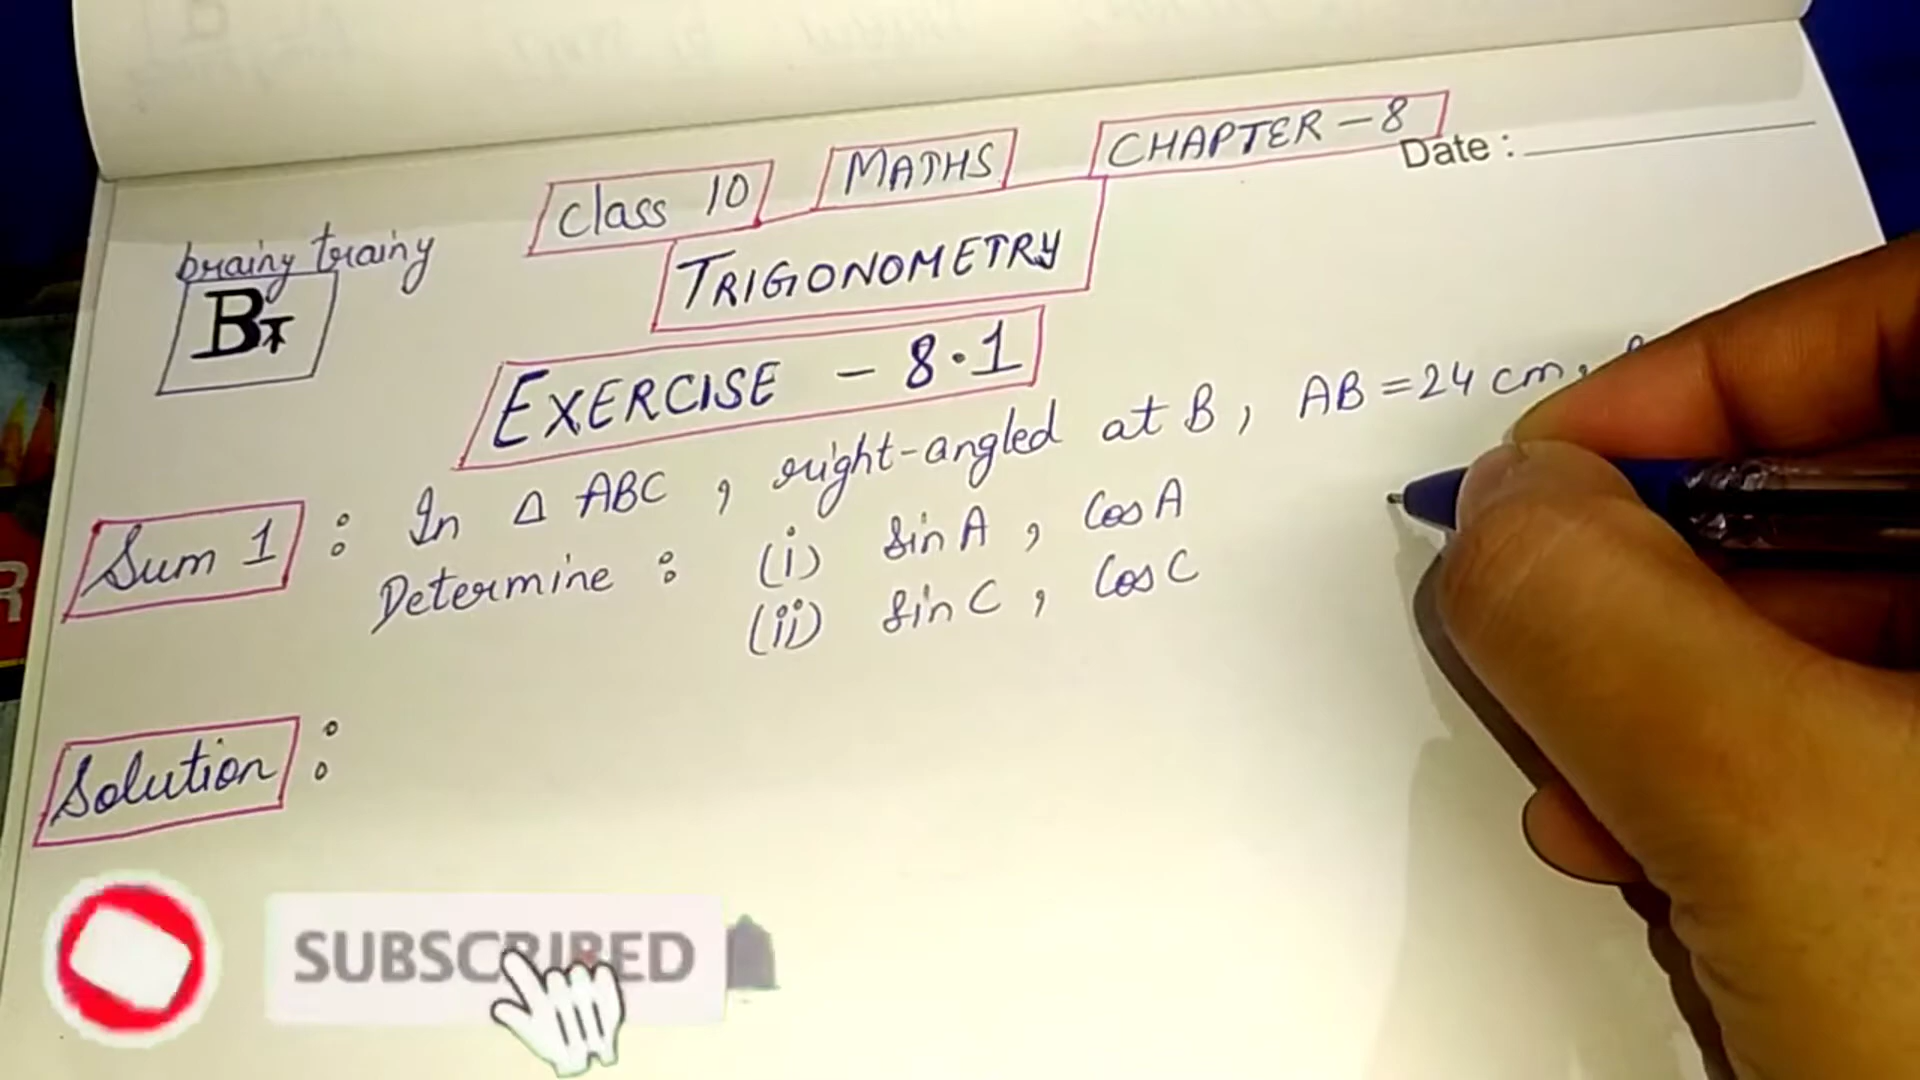 Class 10 MATHS CHAPTER - 8
Date :
brainy trainy
TRIGONOMETRY
BT
EXERCISE - 8.1
Sum 1 : In Δ ABC , right-angled at B , AB = 24 cm,
Determine : (i) sin A , Cos A
(ii) sin C , Cos C
Solution :
SUBSCRIBED